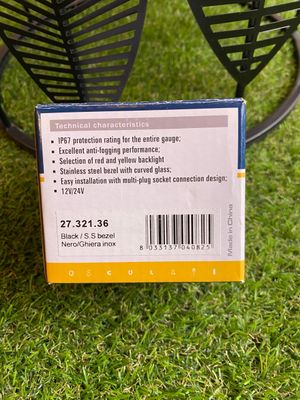 Technical characteristics
• IP67 protection rating for the entire gauge;
• Excellent anti-fogging performance;
• Selection of red and yellow backlight
• Stainless steel bezel with curved glass;
• Easy installation with multi-plug socket connection design;
• 12V/24V
27.321.36
Black / S.S bezel
Nero/Ghiera inox
8 033137 040825
Made in China
OSCULATI